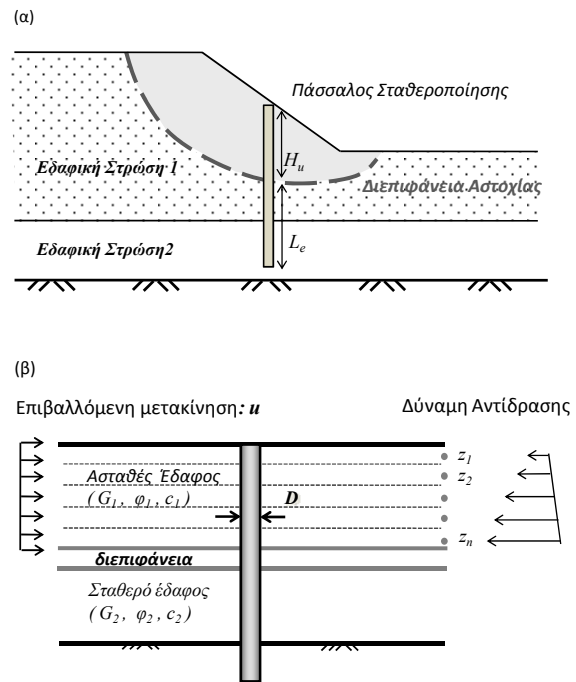 (α)
Πάσσαλος Σταθεροποίησης
H_u
Εδαφική Στρώση 1
Διεπιφάνεια Αστοχίας
L_e
Εδαφική Στρώση2
(β)
Επιβαλλόμενη μετακίνηση: u
Δύναμη Αντίδρασης
z_1
Ασταθές Έδαφος
z_2
(G_1, φ_1, c_1)
D
z_n
διεπιφάνεια
Σταθερό έδαφος
(G_2, φ_2, c_2)